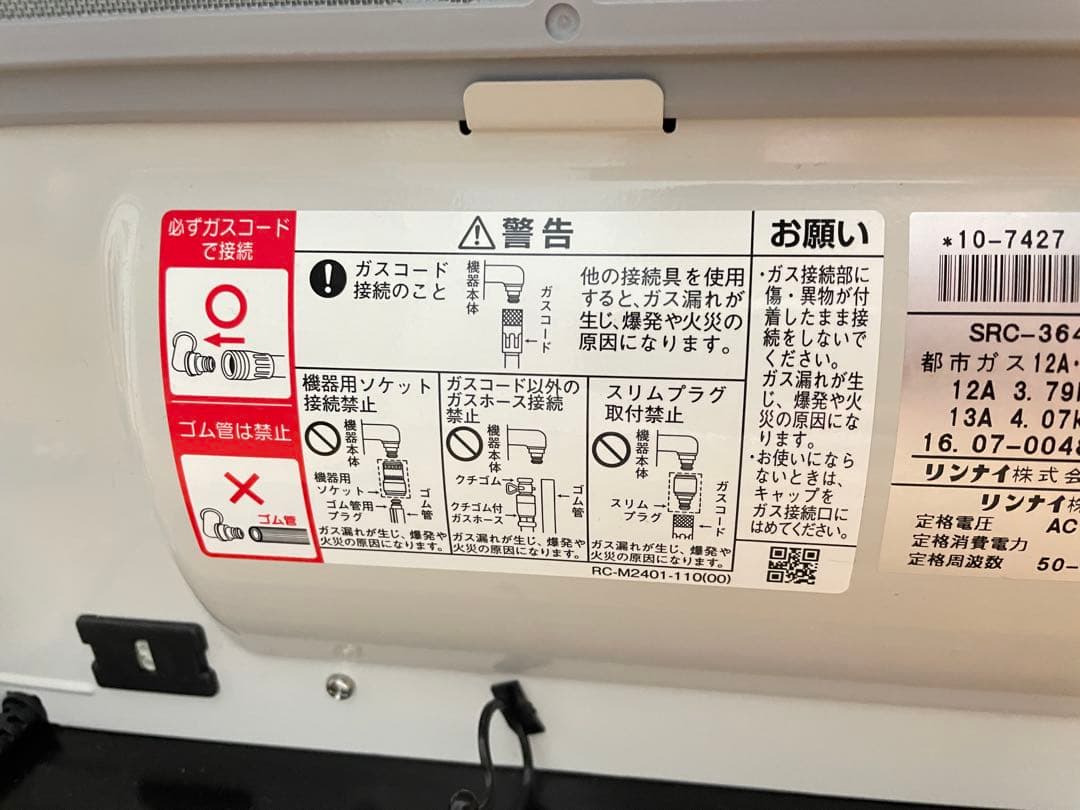 必ずガスコード
で接続
ゴム管は禁止
ゴム管
警告
ガスコード
接続のこと
機器本体
ガスコード
他の接続具を使用
すると、ガス漏れが
生じ、爆発や火災の
原因になります。
機器用ソケット
接続禁止
機器本体
機器用
ソケット
ゴム管用
プラグ
ゴム管
ガス漏れが生じ、爆発や
火災の原因になります。
ガスコード以外の
ガスホース接続
禁止
機器本体
クチゴム
クチゴム付
ガスホース
ガス漏れが生じ、爆発や
火災の原因になります。
スリムプラグ
取付禁止
機器本体
スリム
プラグ
ガスコード
ガス漏れが生じ、爆発や
火災の原因になります。
RC-M2401-110(00)
お願い
・ガス接続部に
傷・異物が付
着したまま接
続をしないで
ください。
ガス漏れが生
じ、爆発や火
災の原因にな
ります。
・お使いになら
ないときは、
キャップを
ガス接続口に
はめてください。
*10-7427
SRC-364
都市ガス12A・
12A 3.79
13A 4.07k
16.07-0048
リンナイ株式会
リンナイ株
定格電圧 AC
定格消費電力
定格周波数 50-